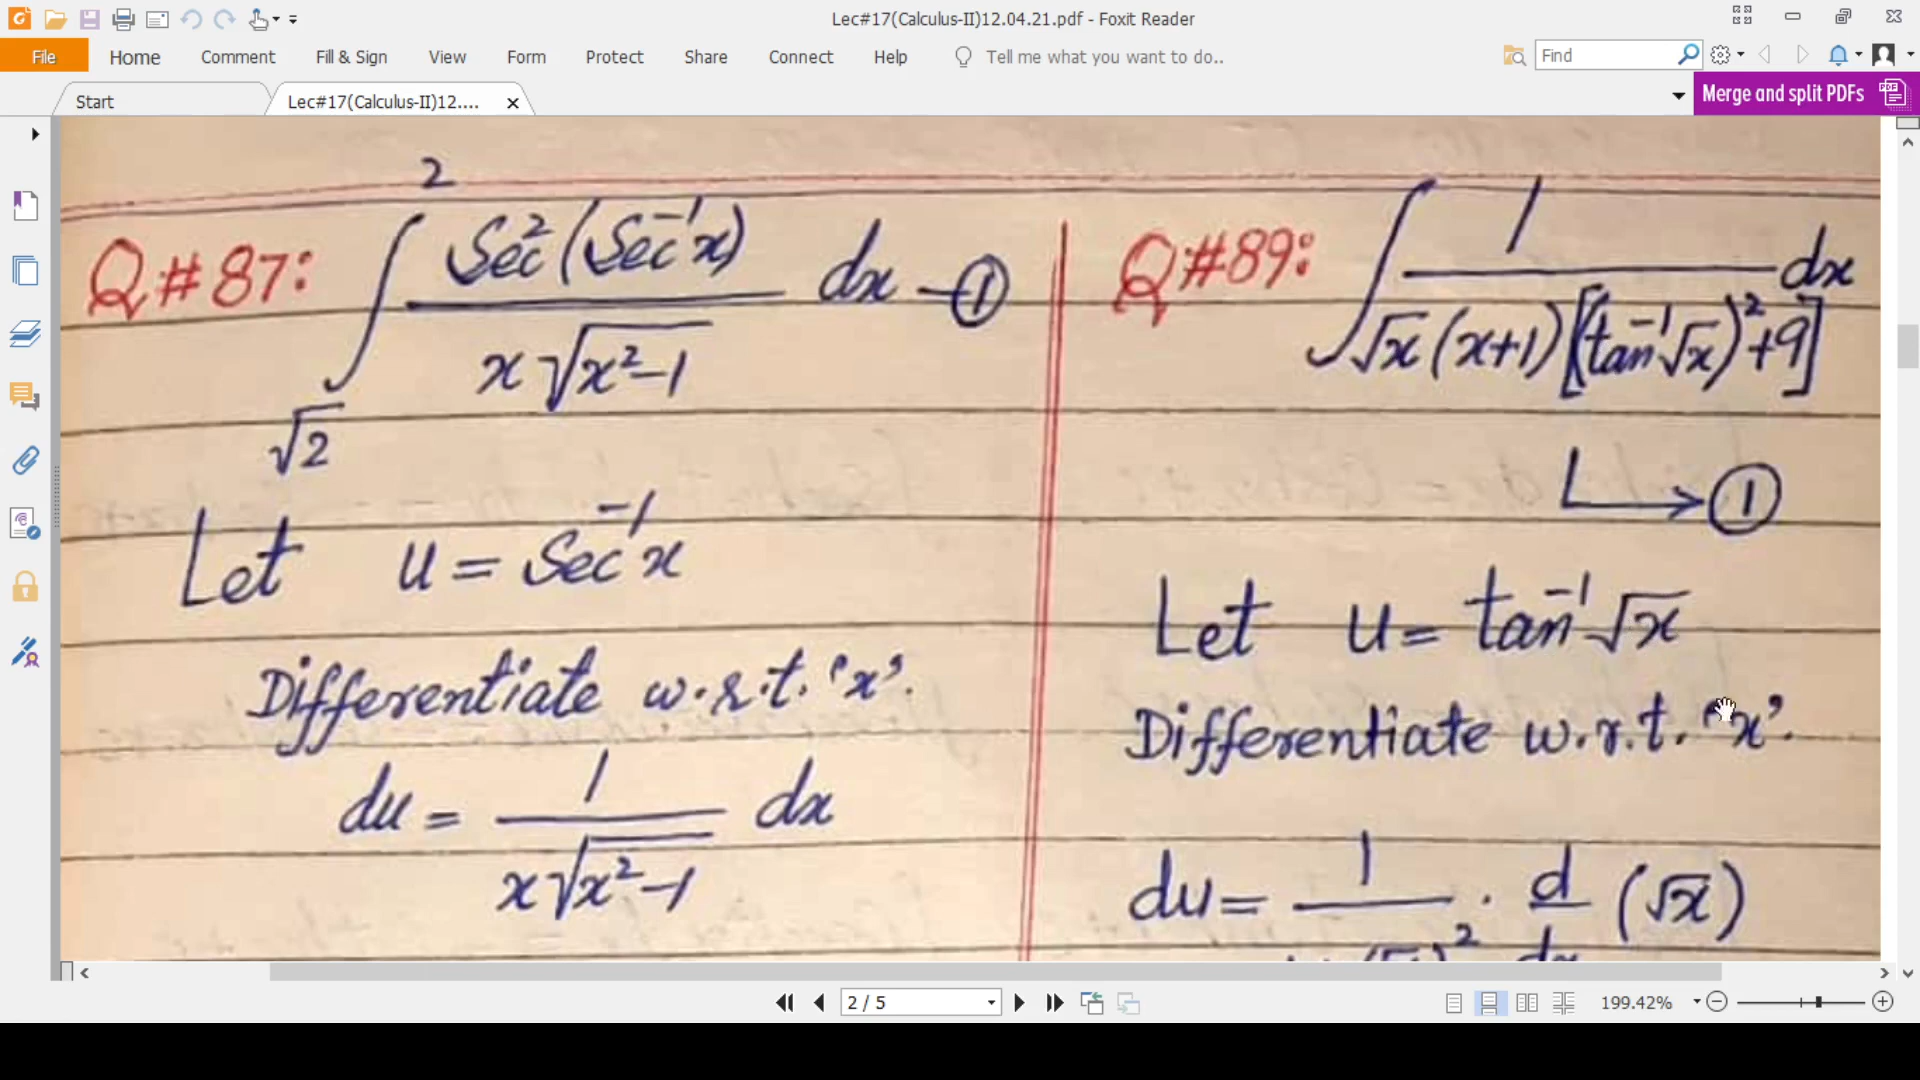 Lec#17(Calculus-II)12.04.21.pdf - Foxit Reader
File Home Comment Fill & Sign View Form Protect Share Connect Help Tell me what you want to do.. Find
Start Lec#17(Calculus-II)12.... Merge and split PDFs
Q#87: ∫_{√2}^{2} Sec²(Sec⁻¹x) / (x√(x²-1)) dx —①
Let u = Sec⁻¹x
Differentiate w.r.t. 'x'.
du = 1 / (x√(x²-1)) dx
Q#89: ∫ 1 / (√x(x+1)[(tan⁻¹√x)²+9]) dx
→①
Let u = tan⁻¹√x
Differentiate w.r.t. 'x'.
du = 1 / ²· d/dx (√x)
2 / 5 199.42%